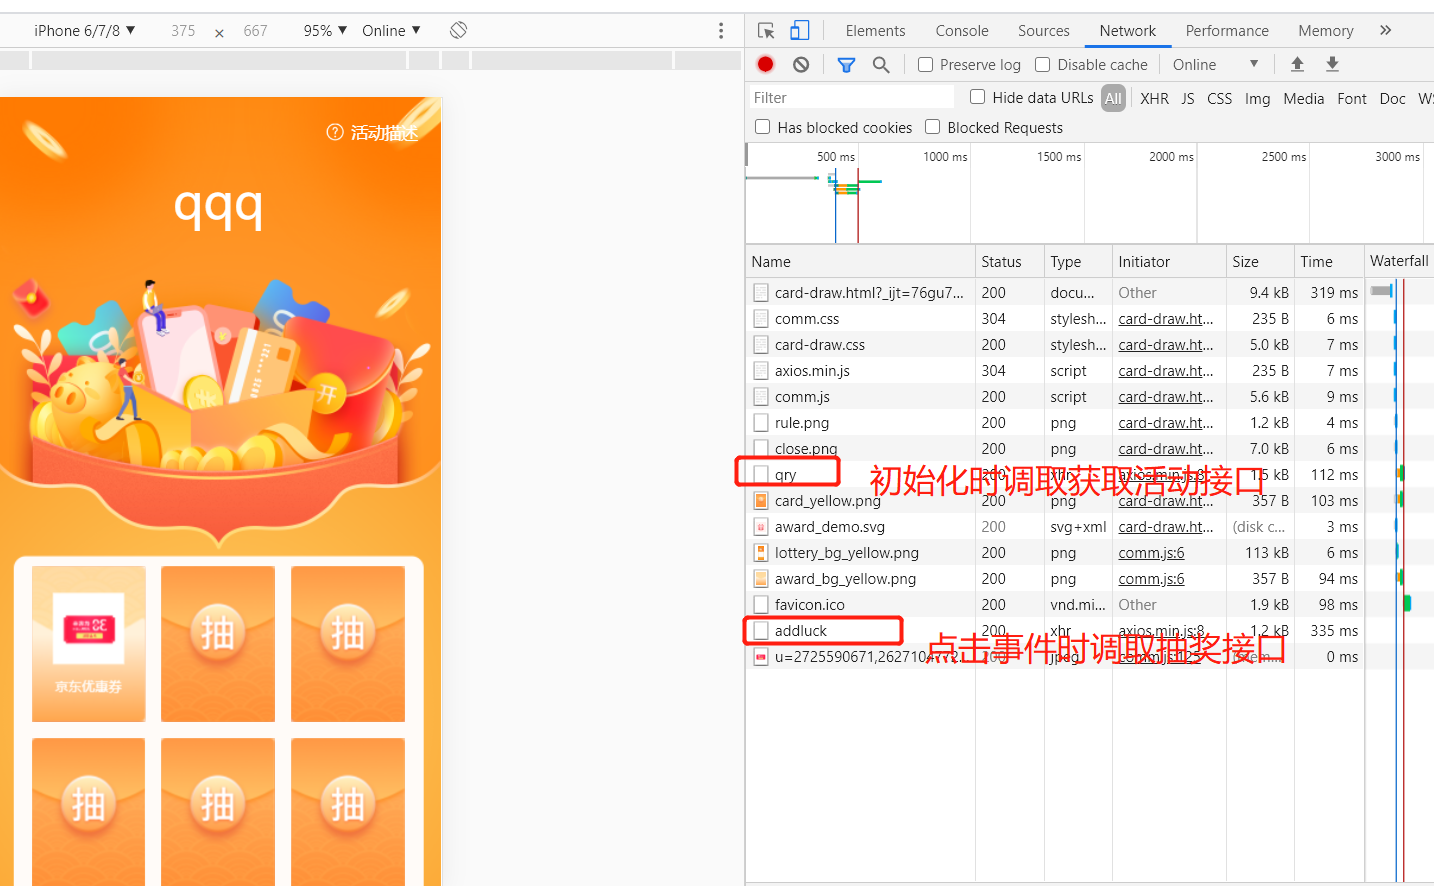 iPhone 6/7/8 ▼ 375 × 667 95% ▼ Online ▼
Elements Console Sources Network Performance Memory »
Preserve log Disable cache Online ▼
Filter Hide data URLs All XHR JS CSS Img Media Font Doc WS
Has blocked cookies Blocked Requests
500 ms 1000 ms 1500 ms 2000 ms 2500 ms 3000 ms
? 活动描述
qqq
开
抽 抽
京东优惠券
抽 抽 抽
Name Status Type Initiator Size Time Waterfall
card-draw.html?_ijt=76gu7... 200 docu... Other 9.4 kB 319 ms
comm.css 304 stylesh... card-draw.ht... 235 B 6 ms
card-draw.css 200 stylesh... card-draw.ht... 5.0 kB 7 ms
axios.min.js 304 script card-draw.ht... 235 B 7 ms
comm.js 200 script card-draw.ht... 5.6 kB 9 ms
rule.png 200 png card-draw.ht... 1.2 kB 4 ms
close.png 200 png card-draw.ht... 7.0 kB 6 ms
qry 200 xhr axios.min.js:8 1.5 kB 112 ms
初始化时调取获取活动接口
card_yellow.png 200 png card-draw.ht... 357 B 103 ms
award_demo.svg 200 svg+xml card-draw.ht... (disk c... 3 ms
lottery_bg_yellow.png 200 png comm.js:6 113 kB 6 ms
award_bg_yellow.png 200 png comm.js:6 357 B 94 ms
favicon.ico 200 vnd.mi... Other 1.9 kB 98 ms
addluck 200 xhr axios.min.js:8 1.2 kB 335 ms
点击事件时调取抽奖接口
200 jpeg comm.js:125 0 ms